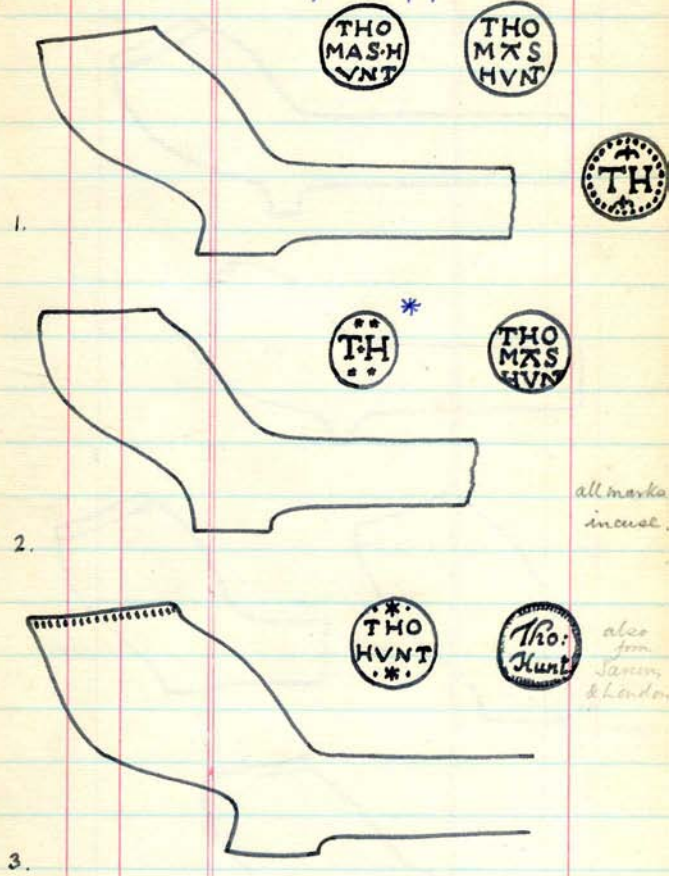 THO
MAS·H
VNT
THO
MAS
HVNT
TH
1.
T·H
*
THO
MAS
HVN
all marks
incuse.
2.
THO
HVNT
Tho:
Hunt
also
from
Sarum
& London
3.